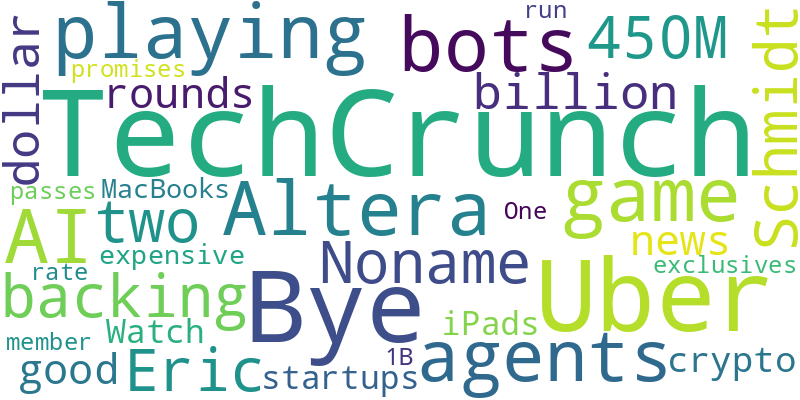 run
playing
bots
450M
dollar
Schmidt
promises
rounds
billion
TechCrunch
passes
MacBooks
Altera
One
game
AI
two
news
expensive
Noname
exclusives
rate
backing
Bye
Uber
iPads
member
Watch
agents
1B
crypto
good
Eric
startups